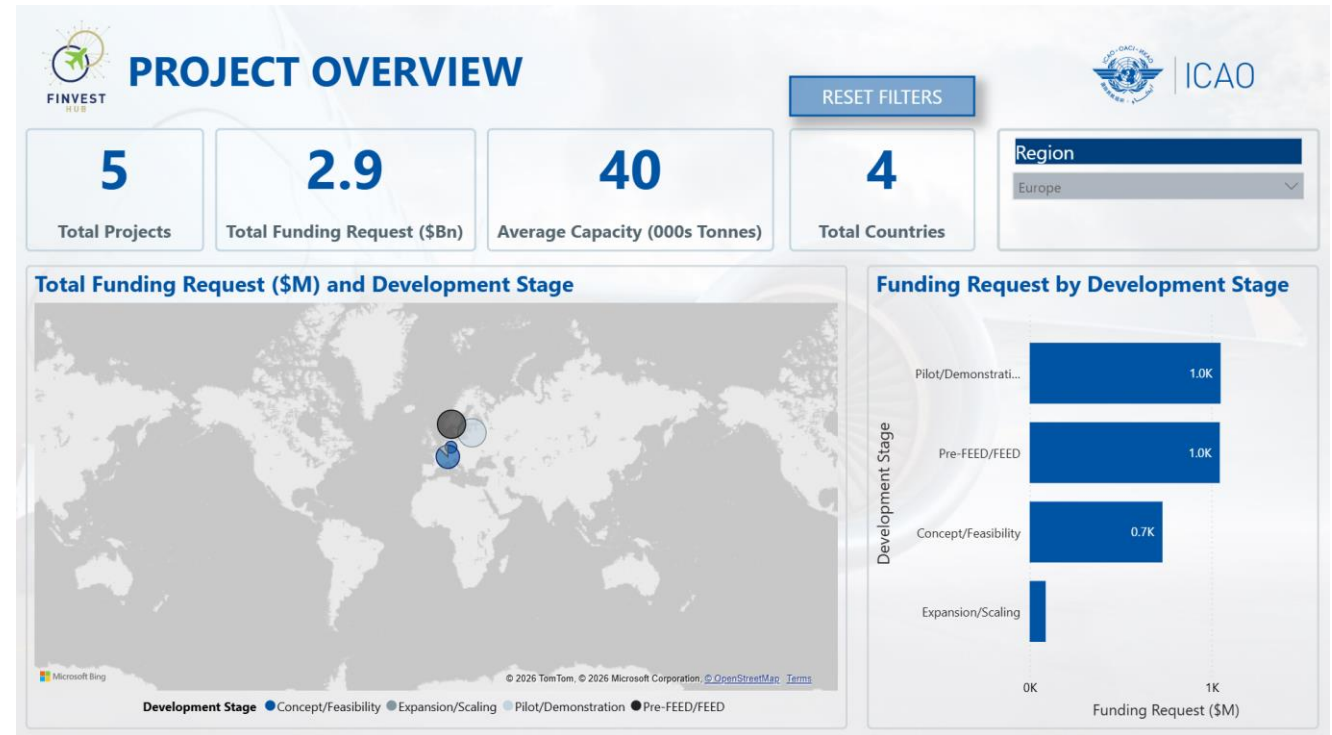 PROJECT OVERVIEW
FINVEST
HUB
RESET FILTERS
ICAO
5
Total Projects
2.9
Total Funding Request ($Bn)
40
Average Capacity (000s Tonnes)
4
Total Countries
Region
Europe
Total Funding Request ($M) and Development Stage
Microsoft Bing
© 2026 TomTom, © 2026 Microsoft Corporation, © OpenStreetMap Terms
Development Stage Concept/Feasibility Expansion/Scaling Pilot/Demonstration Pre-FEED/FEED
Funding Request by Development Stage
Development Stage
Pilot/Demonstrati... 1.0K
Pre-FEED/FEED 1.0K
Concept/Feasibility 0.7K
Expansion/Scaling
0K 1K
Funding Request ($M)